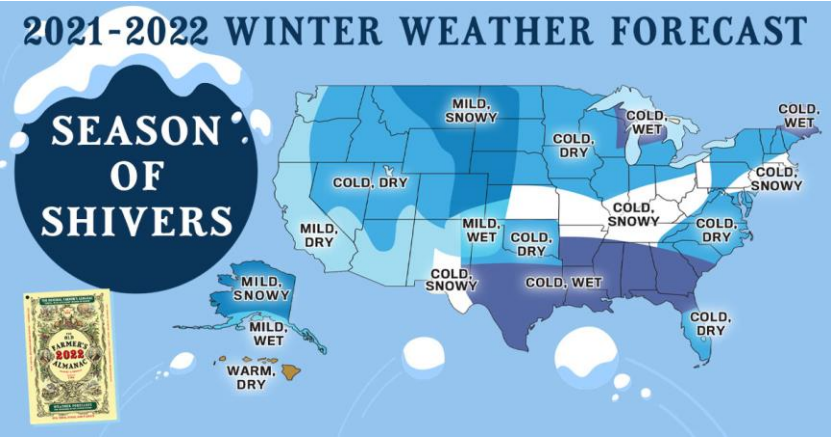 2021-2022 WINTER WEATHER FORECAST
SEASON
OF
SHIVERS
MILD,
SNOWY
COLD,
WET
COLD,
WET
COLD,
DRY
COLD, DRY
COLD,
SNOWY
COLD,
SNOWY
MILD,
DRY
MILD,
WET
COLD,
DRY
COLD,
DRY
COLD,
SNOWY
COLD, WET
MILD,
SNOWY
MILD,
WET
COLD,
DRY
WARM,
DRY
THE
OLD
FARMER'S
2022
ALMANAC